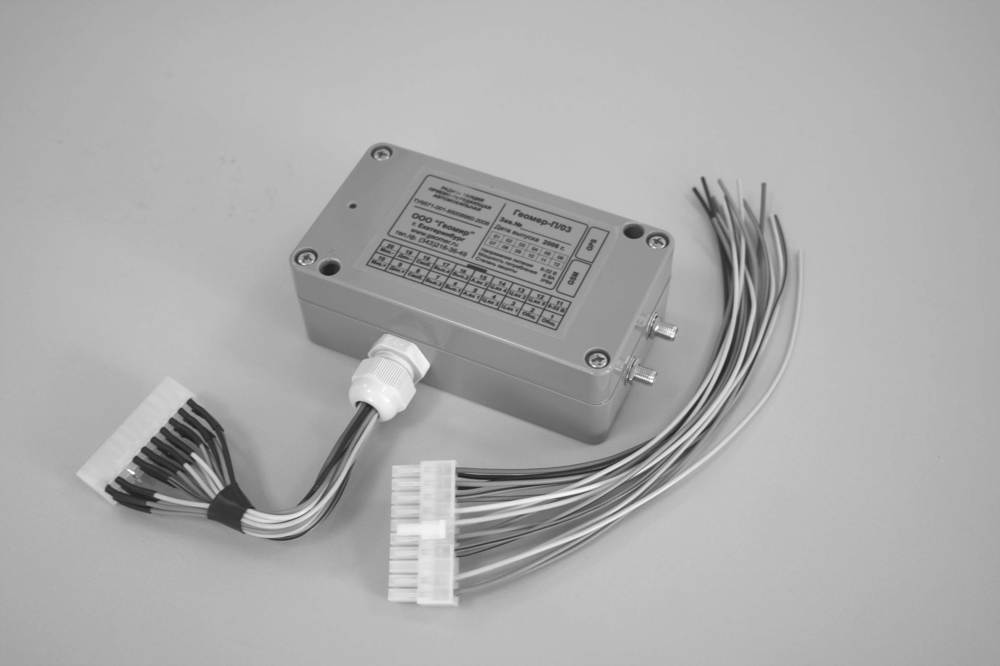 РАДИОСТАНЦИЯ
ПРИЕМО-ПЕРЕДАЮЩАЯ
АВТОМОБИЛЬНАЯ
ТУ6571-001-85008960-2008
ООО "Геомир"
г. Екатеринбург
www.geomer.ru
тел./ф. (343)216-36-49
Геомер-П/03
Зав.№
Дата выпуска 2008 г.
01 02 03 04 05 06
07 08 09 10 11 12
Напряжение питания 6-32 В
Мощность потребления 6 ВА
Степень защиты IP64
GPS
GSM
20 19 18 17 16 15 14 13 12 11
Мик.- Дин.- Своб. Вых.4 Вых.2 А.вх 2 Ц.вх 4 Ц.вх 2 Ц.вх 5 6-32 В
10 9 8 7 6 5 4 3 2 1
Мик.+ Дин.+ Своб. Вых.3 Вых.1 А.вх 1 Ц.вх 3 Ц.вх 1 Общ. Общ.